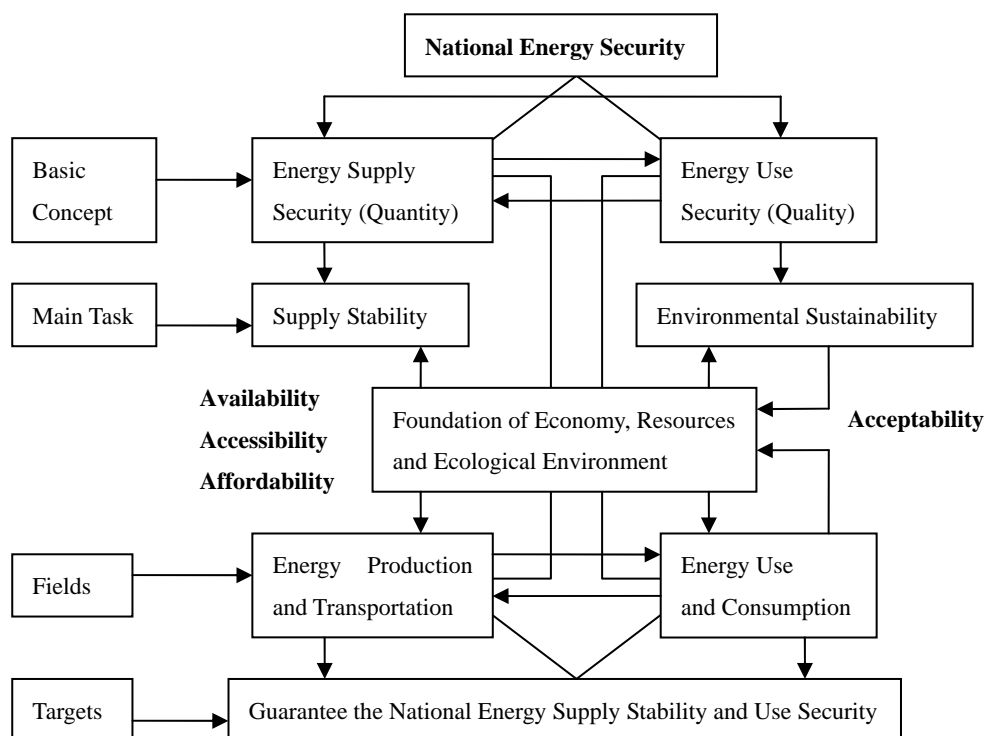 National Energy Security
Basic
Concept
Energy Supply
Security (Quantity)
Energy Use
Security (Quality)
Main Task
Supply Stability
Environmental Sustainability
Availability
Accessibility
Affordability
Foundation of Economy, Resources
and Ecological Environment
Acceptability
Fields
Energy Production
and Transportation
Energy Use
and Consumption
Targets
Guarantee the National Energy Supply Stability and Use Security